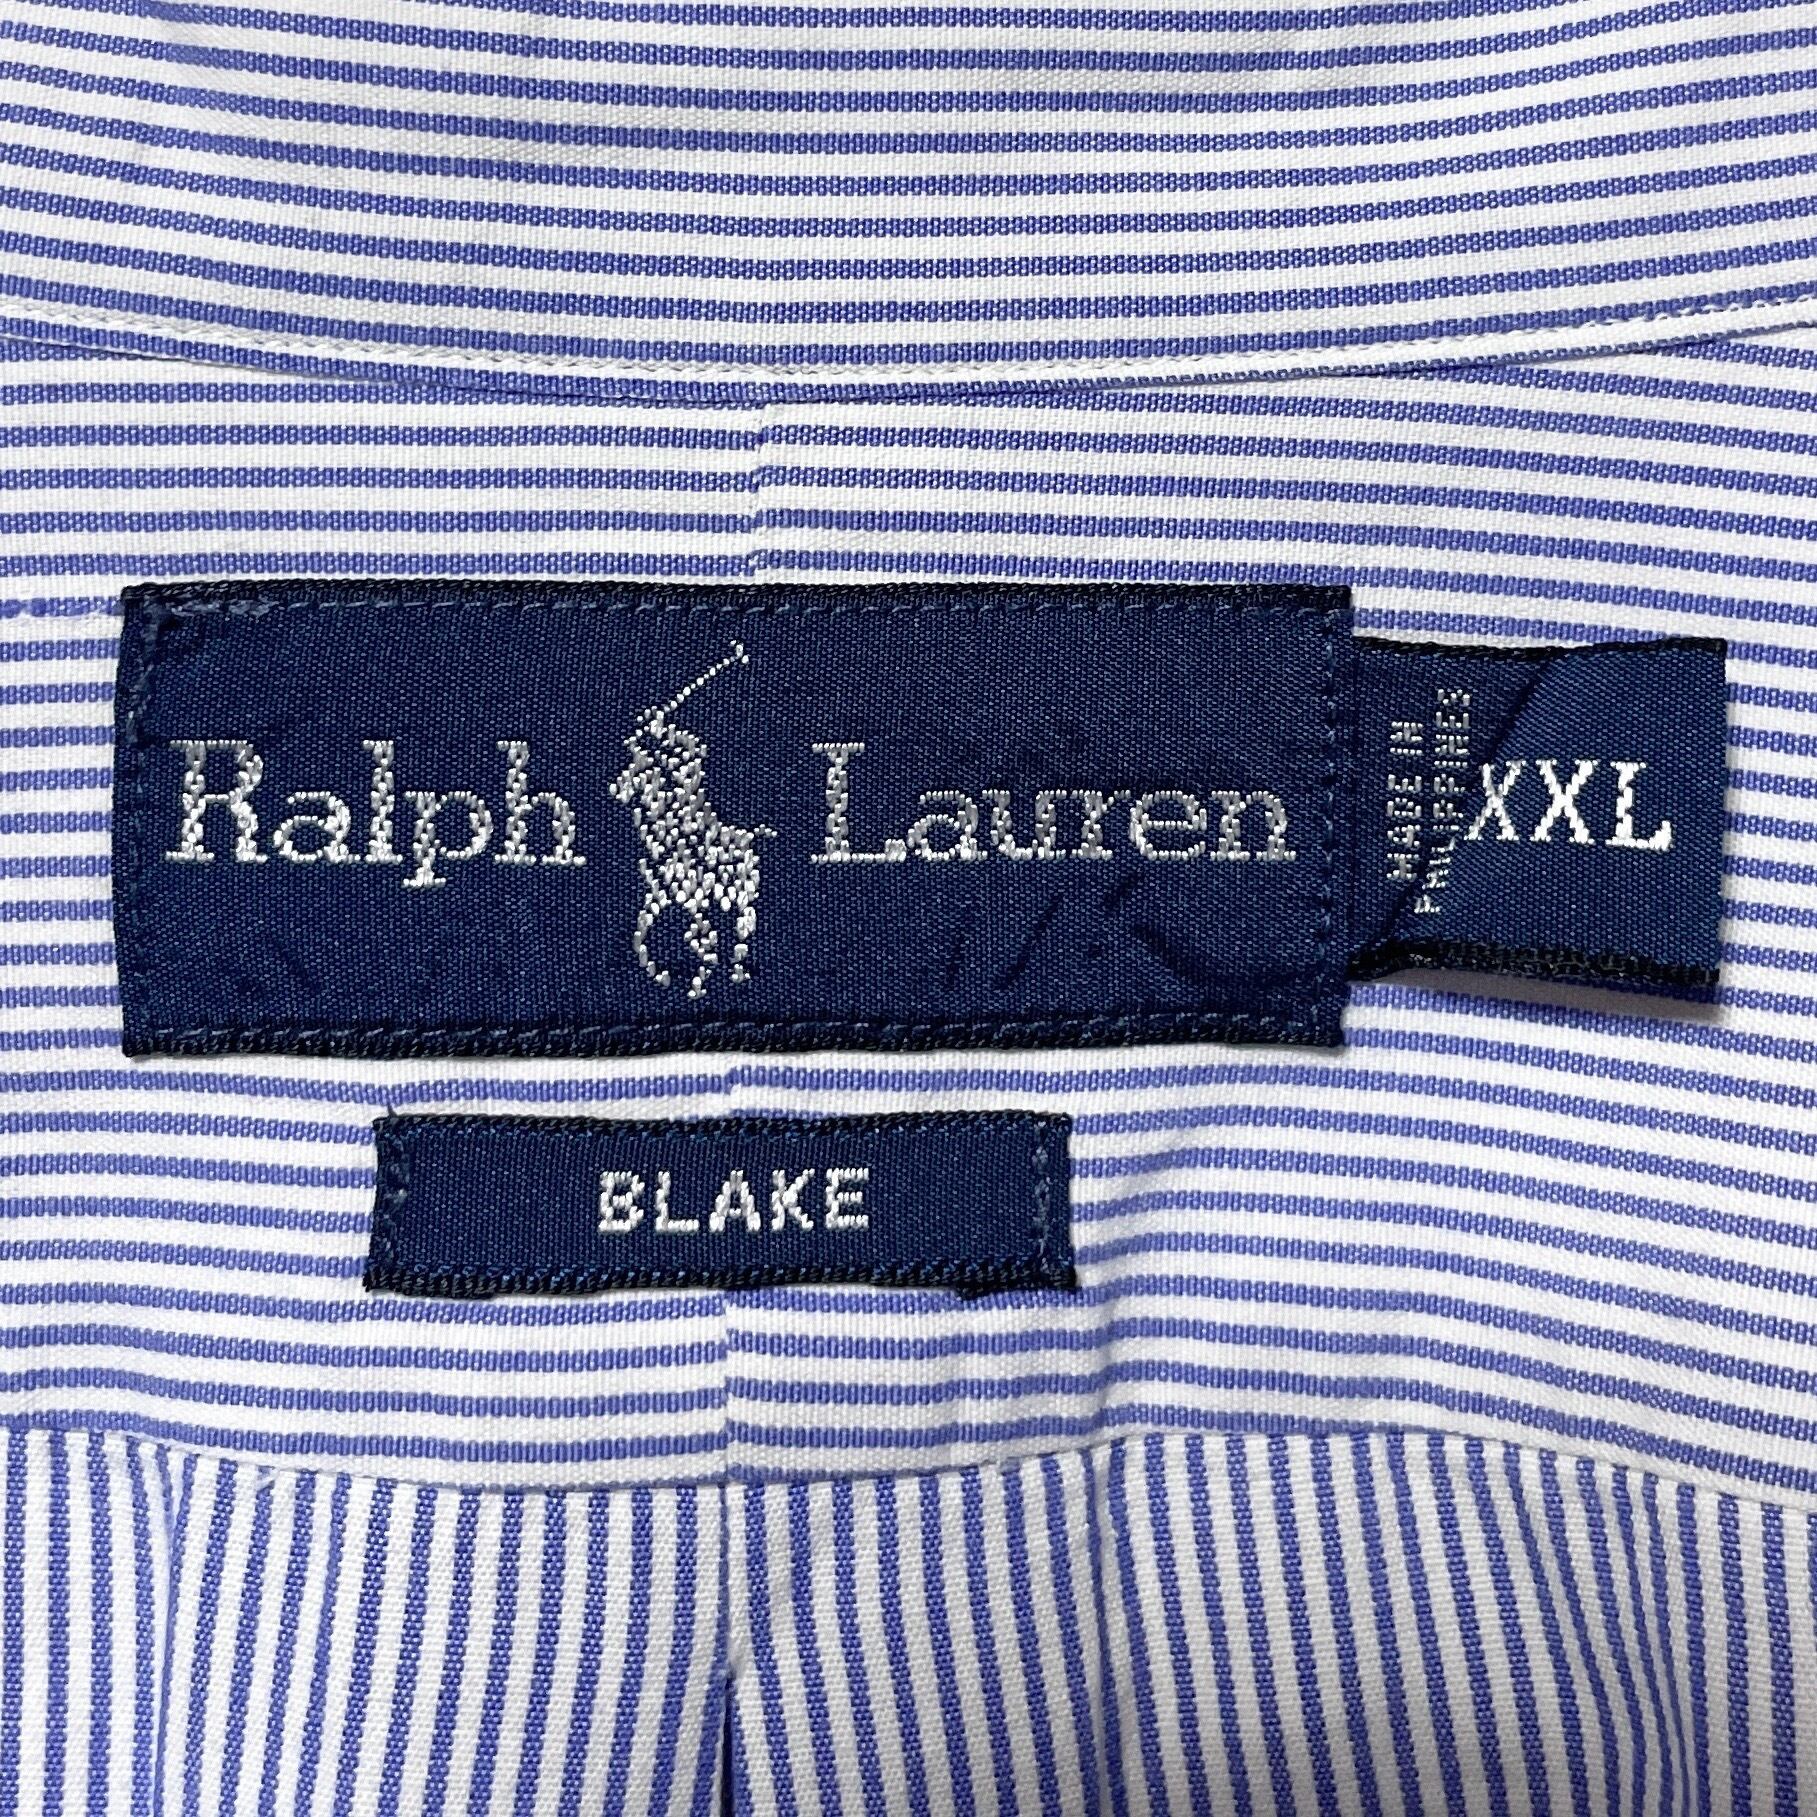 Ralph Lauren
MADE IN
PHILIPPINES
XXL
BLAKE